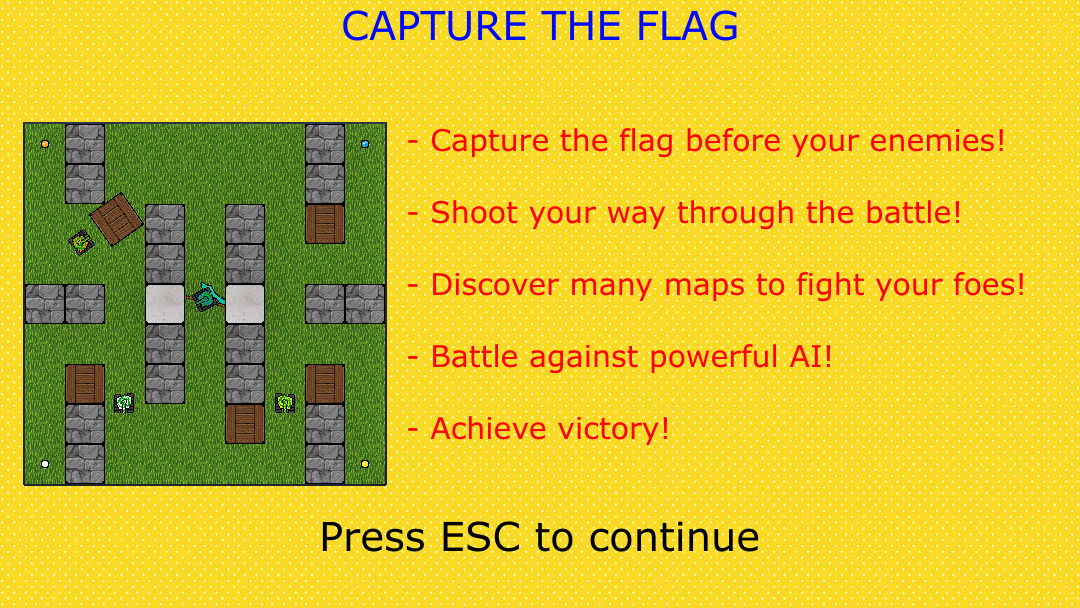 CAPTURE THE FLAG
- Capture the flag before your enemies!
- Shoot your way through the battle!
- Discover many maps to fight your foes!
- Battle against powerful AI!
- Achieve victory!
Press ESC to continue